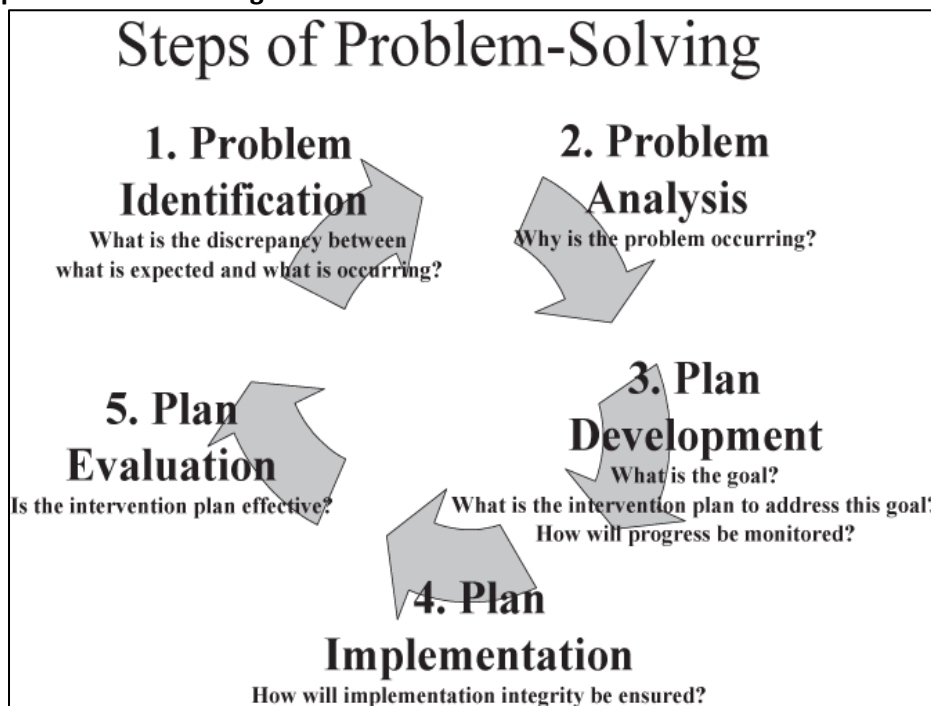 Steps of Problem-Solving
1. Problem
Identification
What is the discrepancy between
what is expected and what is occurring?
2. Problem
Analysis
Why is the problem occurring?
3. Plan
Development
What is the goal?
What is the intervention plan to address this goal?
How will progress be monitored?
4. Plan
Implementation
How will implementation integrity be ensured?
5. Plan
Evaluation
Is the intervention plan effective?